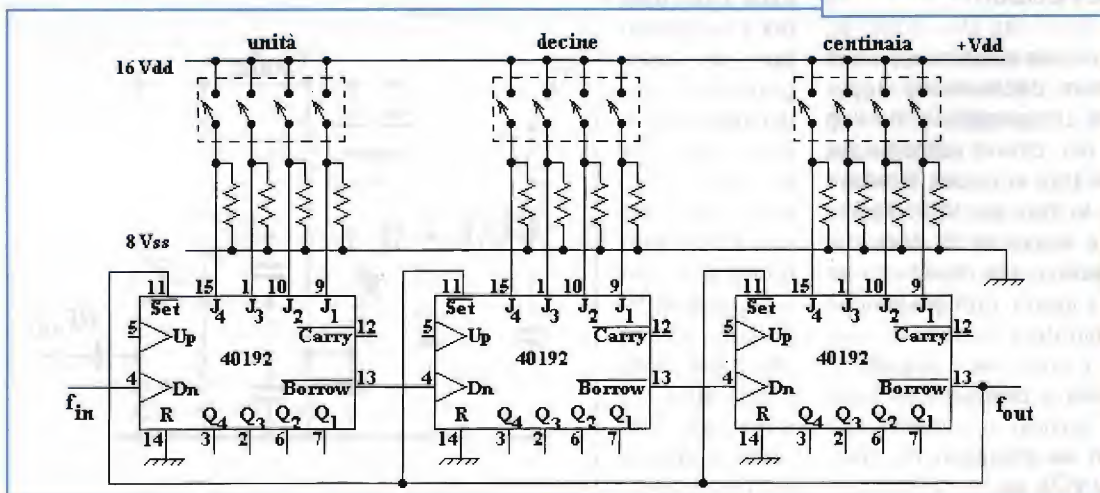 unità decine centinaia +Vdd
16 Vdd
8 Vss
11 15 1 10 9 11 15 1 10 9 11 15 1 10 9
Set J4 J3 J2 J1 Set J4 J3 J2 J1 Set J4 J3 J2 J1
5 Up Carry 12 5 Up Carry 12 5 Up Carry 12
40192 40192 40192
4 Dn Borrow 13 4 Dn Borrow 13 4 Dn Borrow 13
fin R Q4 Q3 Q2 Q1 R Q4 Q3 Q2 Q1 R Q4 Q3 Q2 Q1 fout
14 3 2 6 7 14 3 2 6 7 14 3 2 6 7